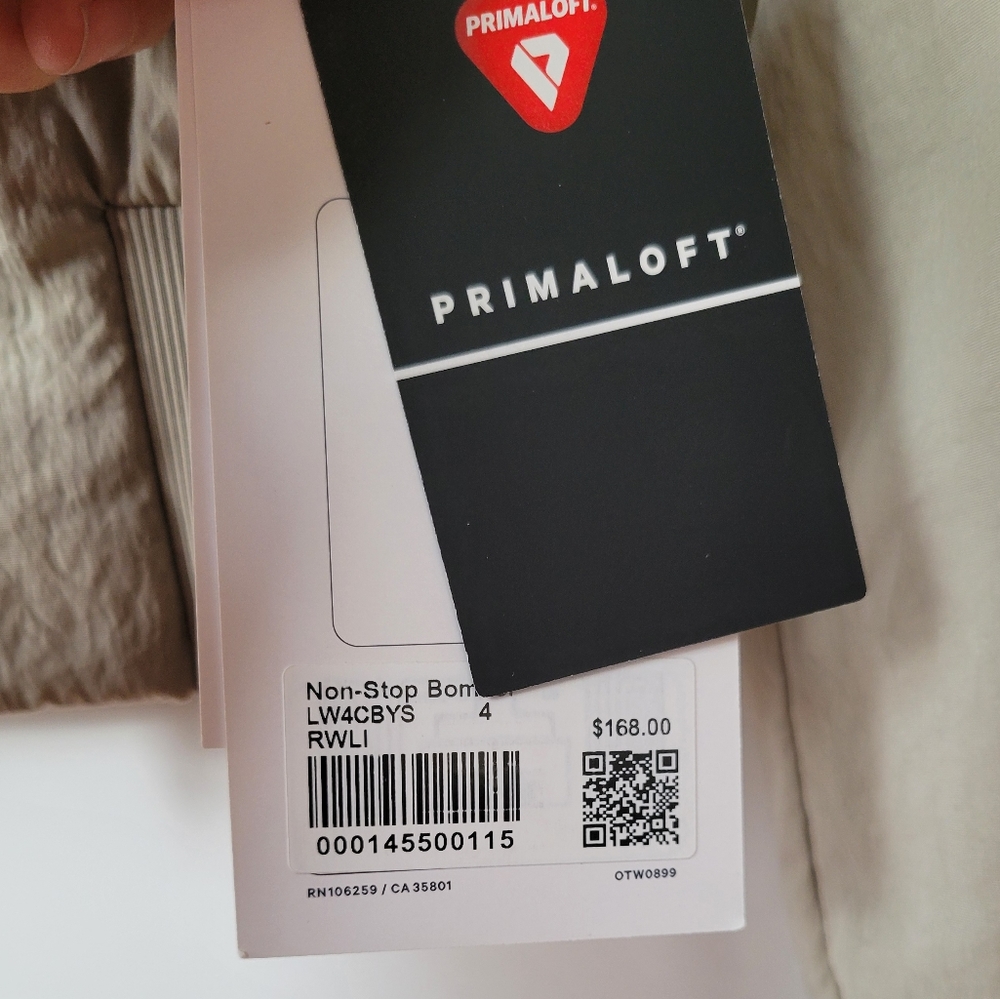 PRIMALOFT®
PRIMALOFT®
Non-Stop
LW4CBYS 4
RWLI
$168.00
000145500115
RN106259 / CA 35801
OTW0899